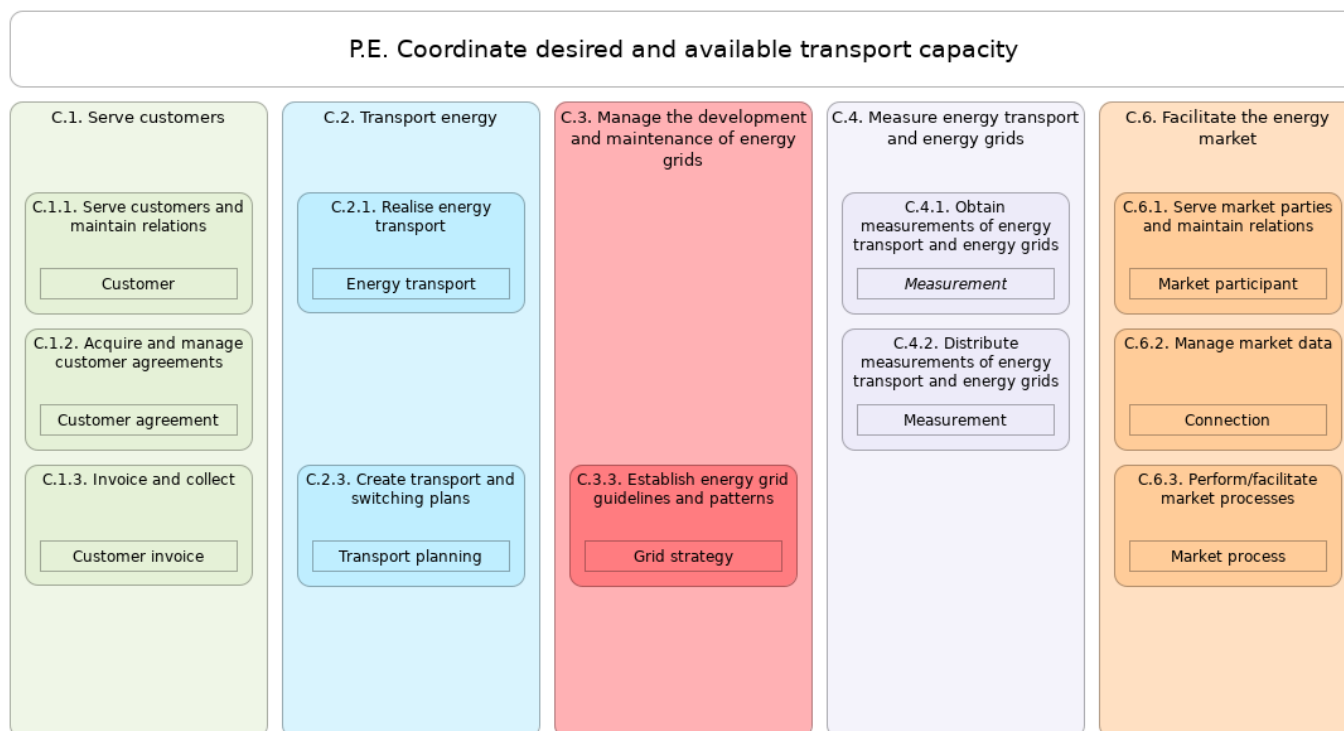 P.E. Coordinate desired and available transport capacity
C.1. Serve customers
C.1.1. Serve customers and
maintain relations
Customer
C.1.2. Acquire and manage
customer agreements
Customer agreement
C.1.3. Invoice and collect
Customer invoice
C.2. Transport energy
C.2.1. Realise energy
transport
Energy transport
C.2.3. Create transport and
switching plans
Transport planning
C.3. Manage the development
and maintenance of energy
grids
C.3.3. Establish energy grid
guidelines and patterns
Grid strategy
C.4. Measure energy transport
and energy grids
C.4.1. Obtain
measurements of energy
transport and energy grids
Measurement
C.4.2. Distribute
measurements of energy
transport and energy grids
Measurement
C.6. Facilitate the energy
market
C.6.1. Serve market parties
and maintain relations
Market participant
C.6.2. Manage market data
Connection
C.6.3. Perform/facilitate
market processes
Market process